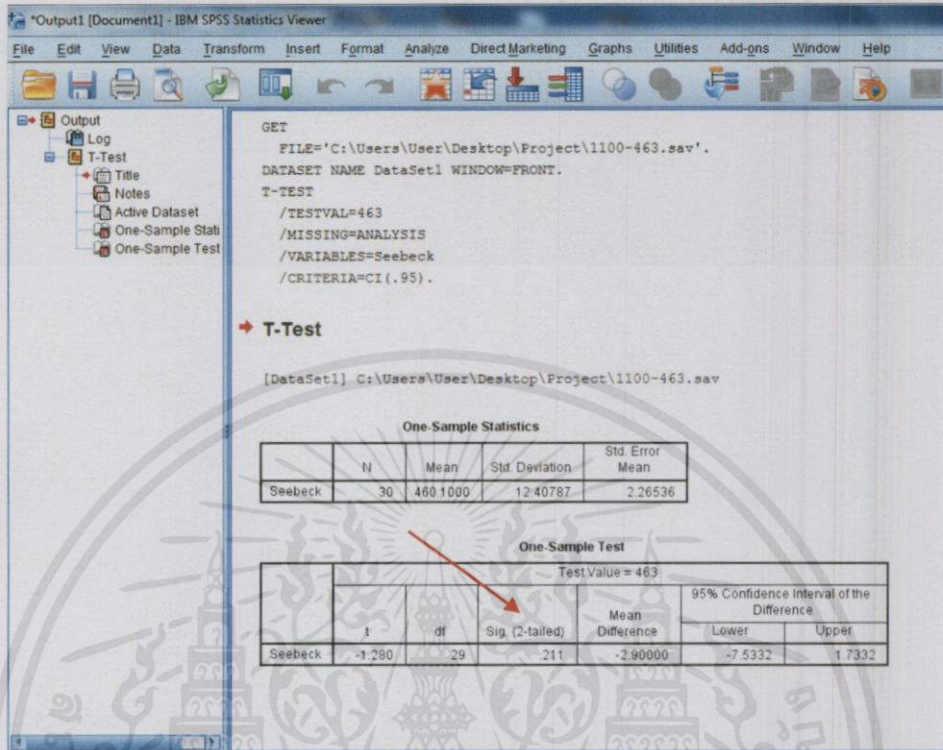 *Output1 [Document1] - IBM SPSS Statistics Viewer
File Edit View Data Transform Insert Format Analyze Direct Marketing Graphs Utilities Add-ons Window Help
Output
Log
T-Test
Title
Notes
Active Dataset
One-Sample Stati
One-Sample Test
GET
FILE='C:\Users\User\Desktop\Project\1100-463.sav'.
DATASET NAME DataSet1 WINDOW=FRONT.
T-TEST
/TESTVAL=463
/MISSING=ANALYSIS
/VARIABLES=Seebeck
/CRITERIA=CI(.95).
T-Test
[DataSet1] C:\Users\User\Desktop\Project\1100-463.sav
One-Sample Statistics
N Mean Std. Deviation Std. Error Mean
Seebeck 30 460.1000 12.40787 2.26536
One-Sample Test
Test Value = 463
t df Sig. (2-tailed) Mean Difference 95% Confidence Interval of the Difference
Lower Upper
Seebeck -1.280 29 .211 -2.90000 -7.5332 1.7332